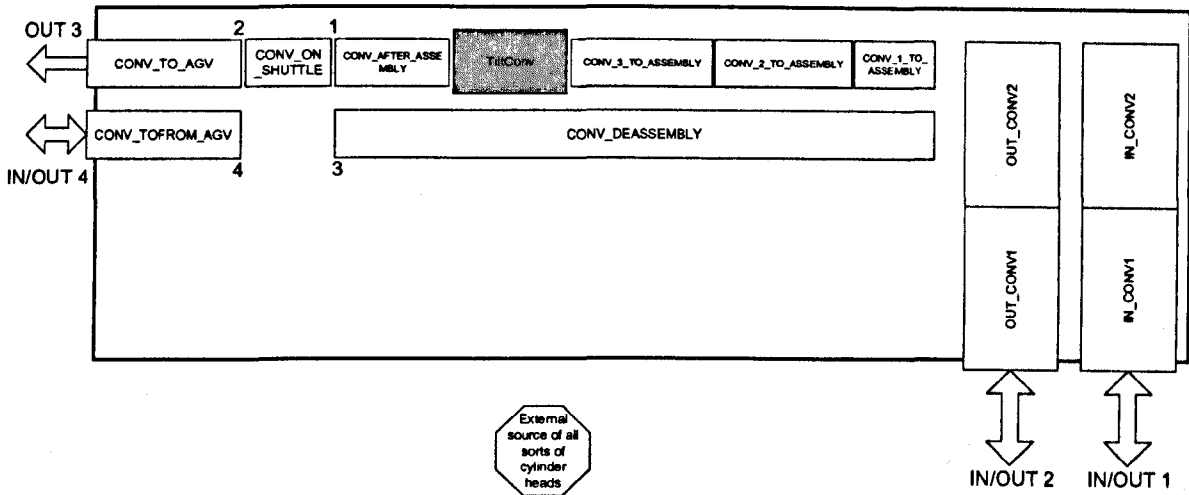 OUT 3
2
1
CONV_TO_AGV
CONV_ON
_SHUTTLE
CONV_AFTER_ASSE
MBLY
TiltConv
CONV_3_TO_ASSEMBLY
CONV_2_TO_ASSEMBLY
CONV_1_TO_
ASSEMBLY
CONV_TOFROM_AGV
CONV_DEASSEMBLY
IN/OUT 4
4
3
OUT_CONV2
IN_CONV2
OUT_CONV1
IN_CONV1
External
source of all
sorts of
cylinder
heads
IN/OUT 2
IN/OUT 1